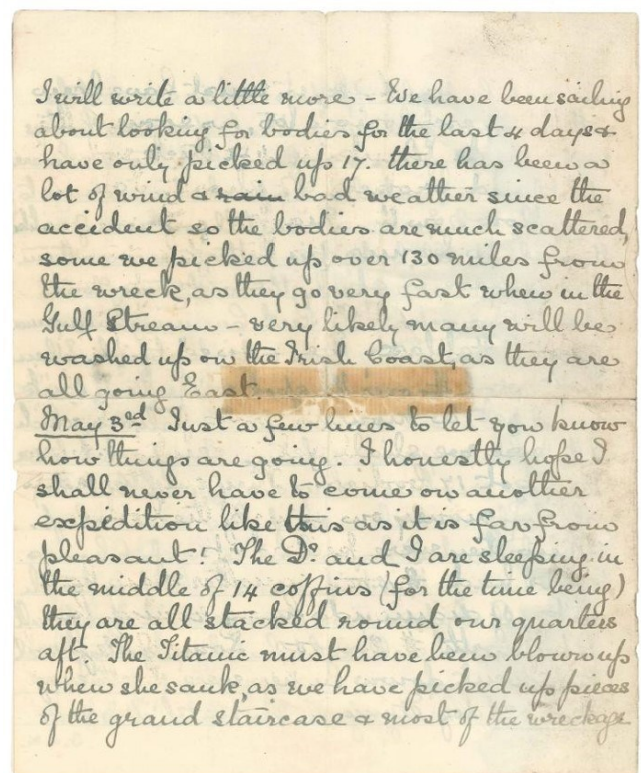 I will write a little more - We have been sailing
about looking for bodies for the last 4 days &
have only picked up 17. there has been a
lot of wind & rain bad weather since the
accident so the bodies are much scattered,
some we picked up over 130 miles from
the wreck, as they go very fast when in the
Gulf Stream - very likely many will be
washed up on the Irish Coast, as they are
all going East.
May 3rd Just a few lines to let you know
how things are going. I honestly hope I
shall never have to come on another
expedition like this as it is far from
pleasant! The Dr. and I are sleeping in
the middle of 14 coffins (for the time being)
they are all stacked round our quarters
aft. The Titanic must have been blown up
when she sank, as we have picked up pieces
of the grand staircase & most of the wreckage